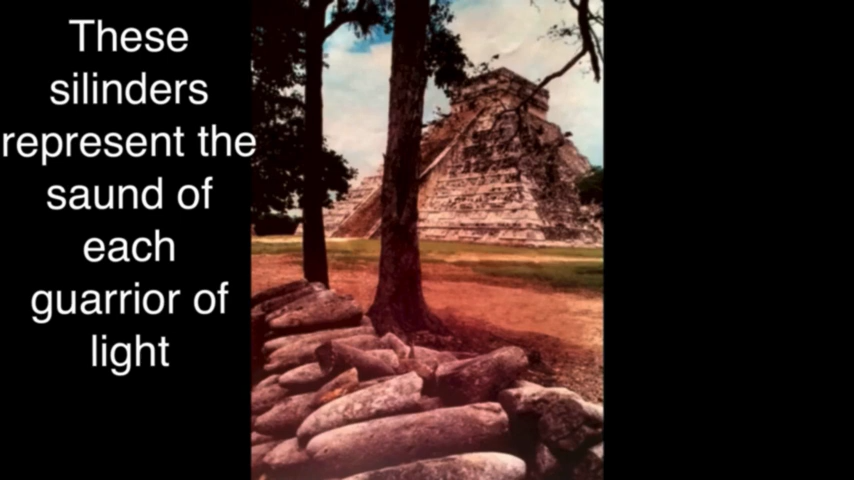 These
silinders
represent the
saund of
each
guarrior of
light